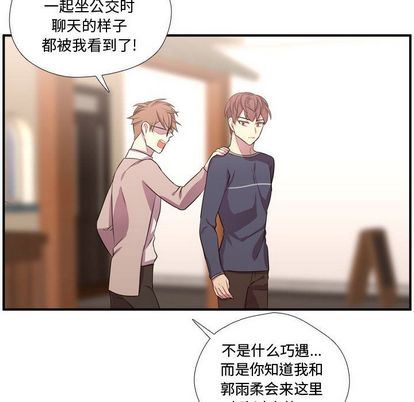 一起坐公交时
聊天的样子
都被我看到了!
不是什么巧遇...
而是你知道我和
郭雨柔会来这里